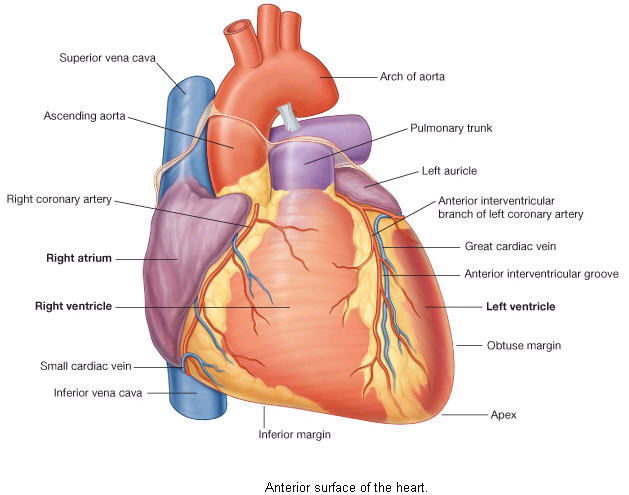 Superior vena cava
Arch of aorta
Ascending aorta
Pulmonary trunk
Left auricle
Right coronary artery
Anterior interventricular
branch of left coronary artery
Great cardiac vein
Right atrium
Anterior interventricular groove
Right ventricle
Left ventricle
Obtuse margin
Small cardiac vein
Inferior vena cava
Apex
Inferior margin
Anterior surface of the heart.